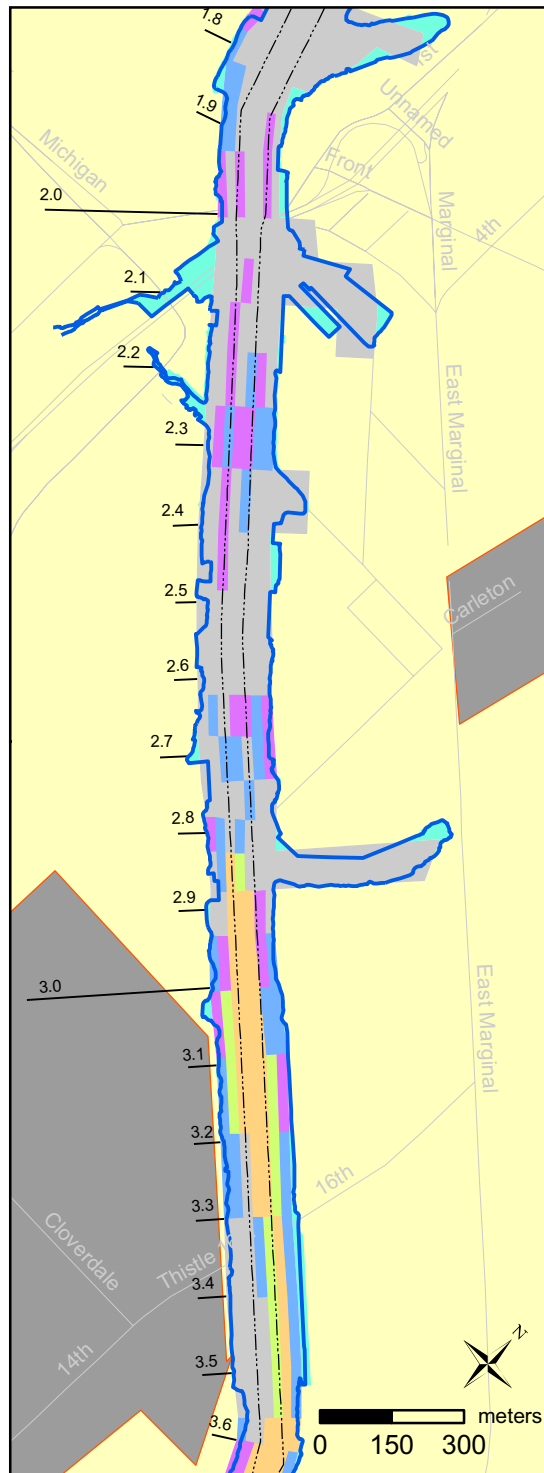 1.8
1st
1.9
Unnamed
Michigan
Front
2.0
Marginal
4th
2.1
2.2
East Marginal
2.3
2.4
2.5
Carleton
2.6
2.7
2.8
2.9
3.0
East Marginal
3.1
3.2
16th
3.3
Cloverdale
Thistle
3.4
14th
3.5
N
3.6
meters
0 150 300